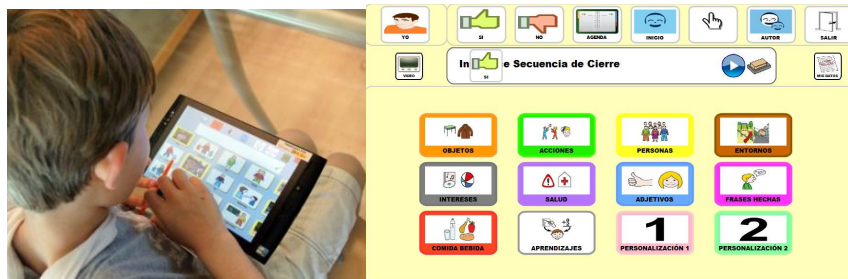 YO
SI
NO
AGENDA
INICIO
AUTOR
SALIR
VIDEO
In
SI
e Secuencia de Cierre
MIS DATOS
OBJETOS
ACCIONES
PERSONAS
ENTORNOS
INTERESES
SALUD
ADJETIVOS
FRASES HECHAS
COMIDA BEBIDA
APRENDIZAJES
1
PERSONALIZACIÓN 1
2
PERSONALIZACIÓN 2